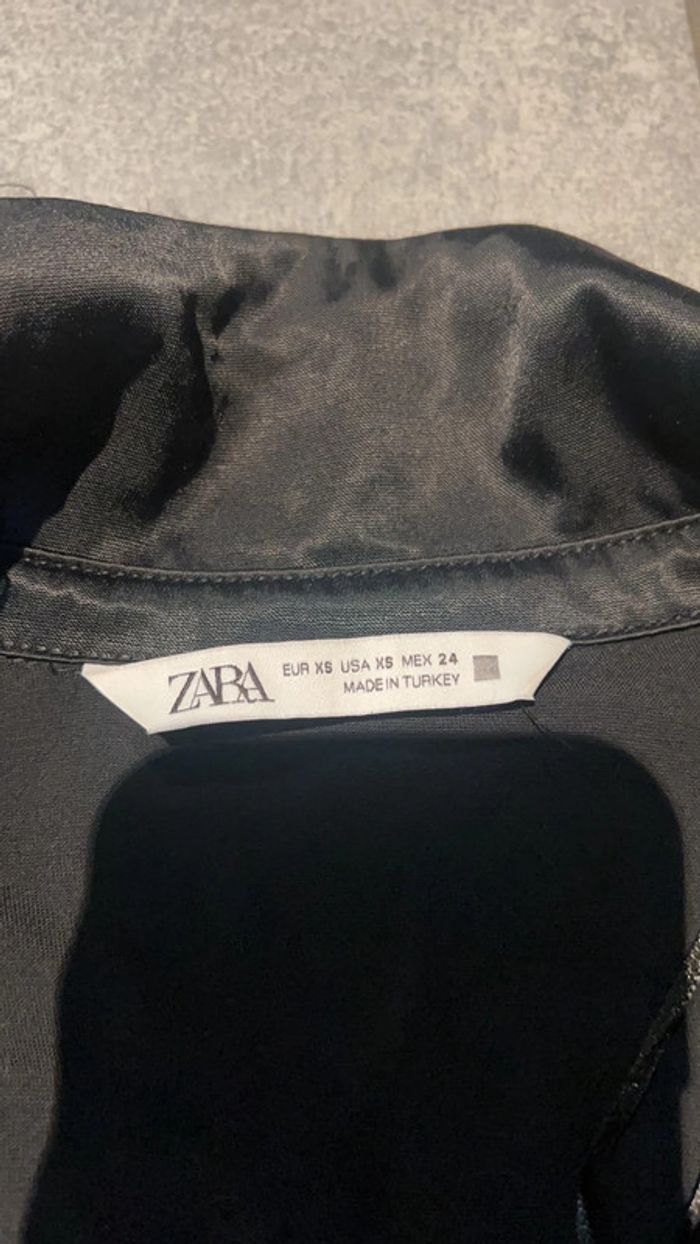 ZARA
EUR XS USA XS MEX 24
MADE IN TURKEY